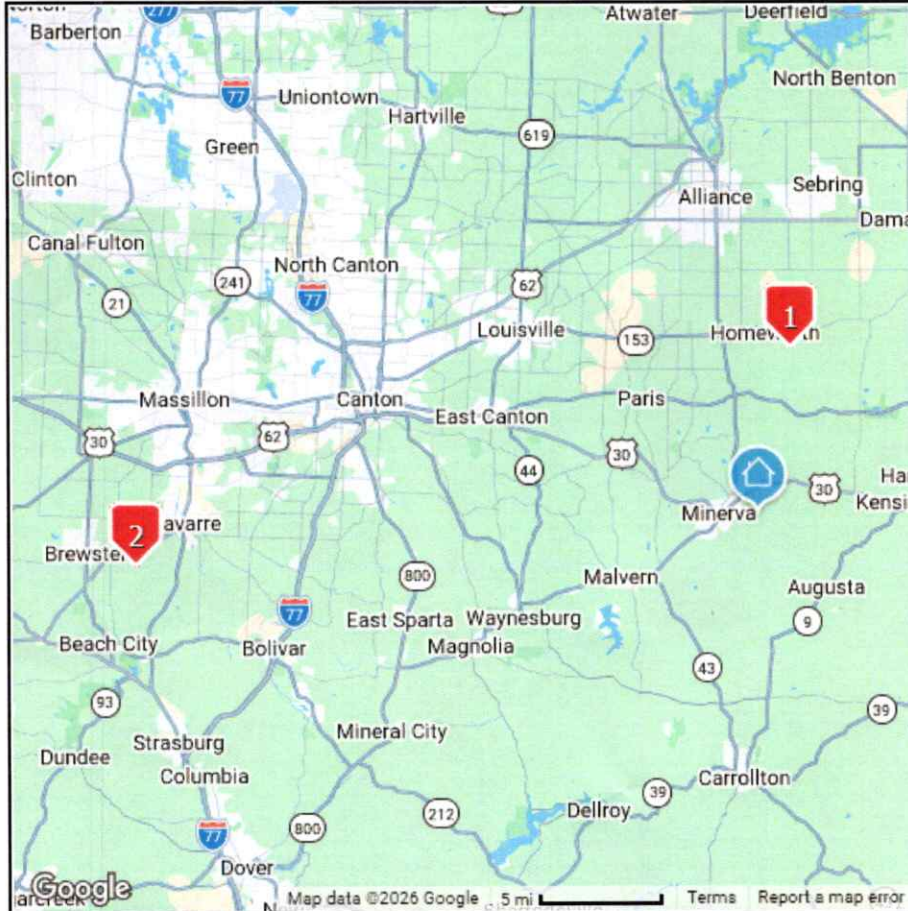 277
Barberton
Atwater
Deerfield
North Benton
77
Uniontown
Hartville
619
Green
Clinton
Alliance
Sebring
Canal Fulton
North Canton
241
21
77
62
Louisville
153
1
Massillon
Canton
East Canton
Paris
30
62
44
30
30
Minerva
2
Malvern
800
Augusta
77
East Sparta
Waynesburg
9
Beach City
Bolivar
Magnolia
43
93
39
Mineral City
Strasburg
Dundee
Columbia
Carrollton
39
Dellroy
212
77
800
Dover
Google
Map data ©2026 Google
5 mi
Terms
Report a map error